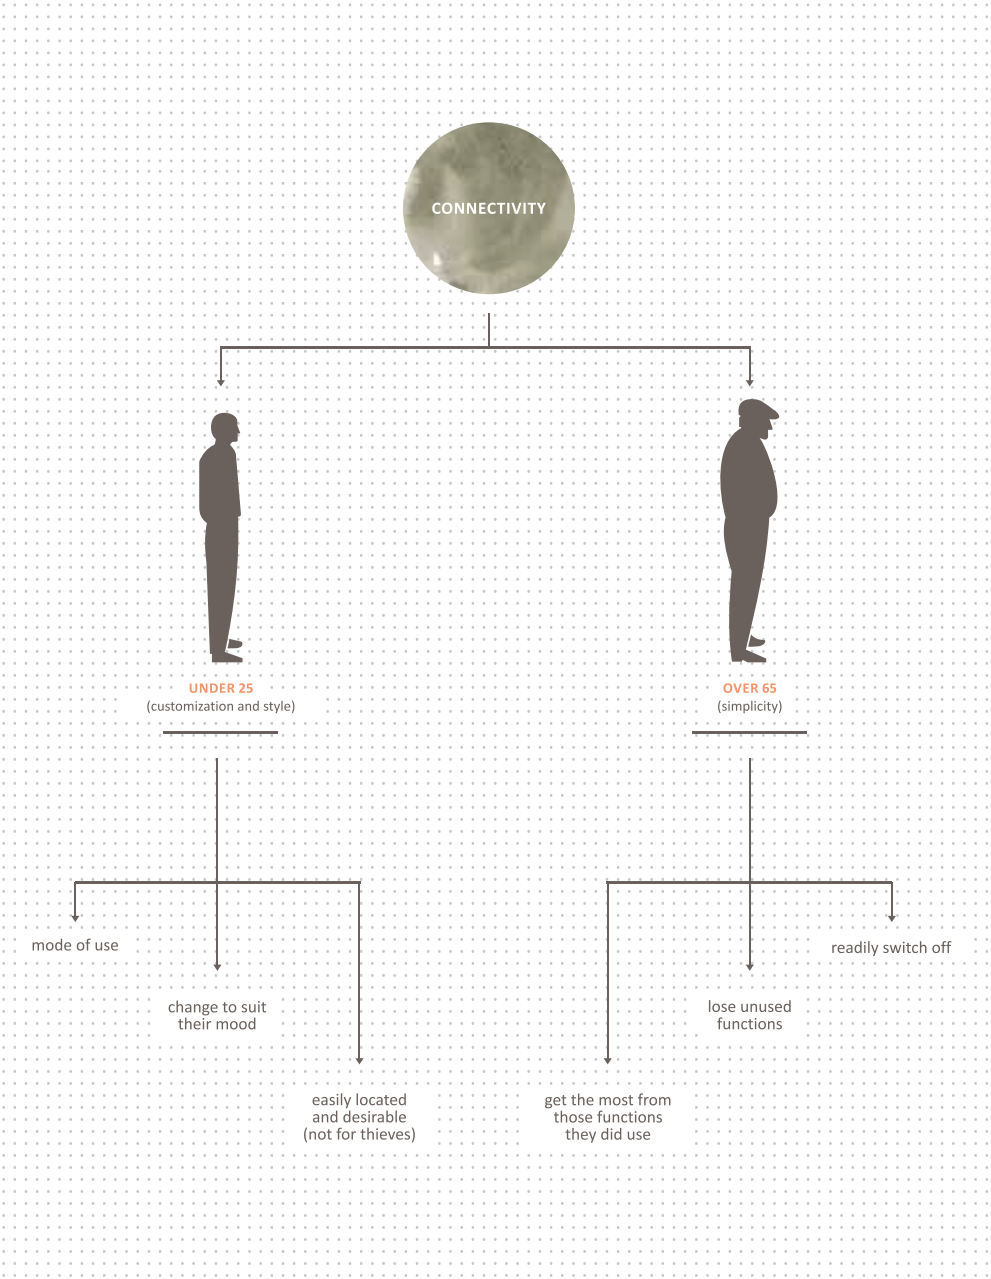 CONNECTIVITY
UNDER 25
(customization and style)
OVER 65
(simplicity)
mode of use
change to suit
their mood
easily located
and desirable
(not for thieves)
get the most from
those functions
they did use
lose unused
functions
readily switch off